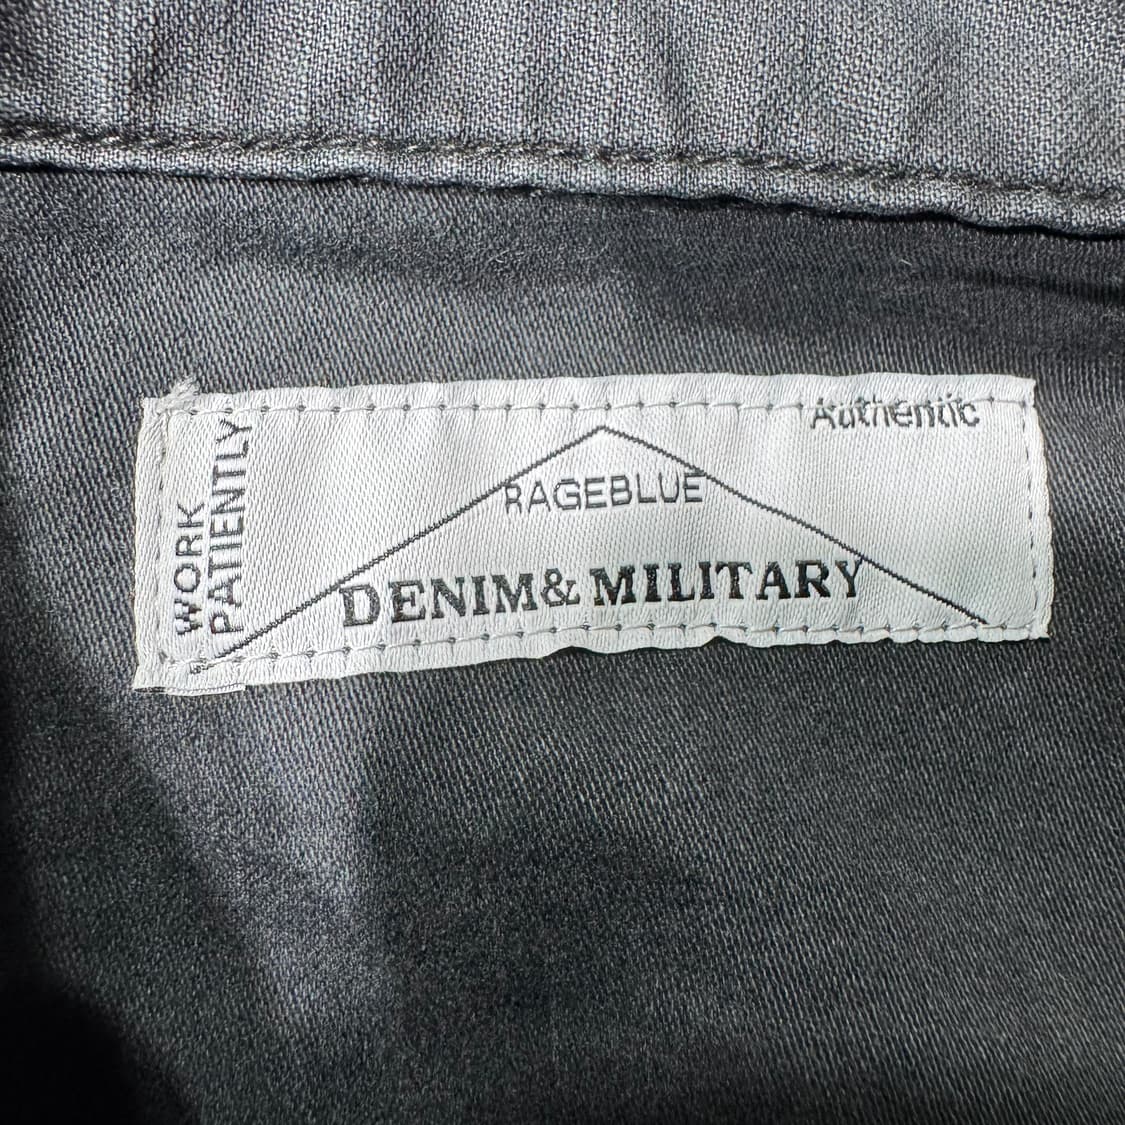 Authentic
WORK
PATIENTLY
RAGEBLUE
DENIM& MILITARY